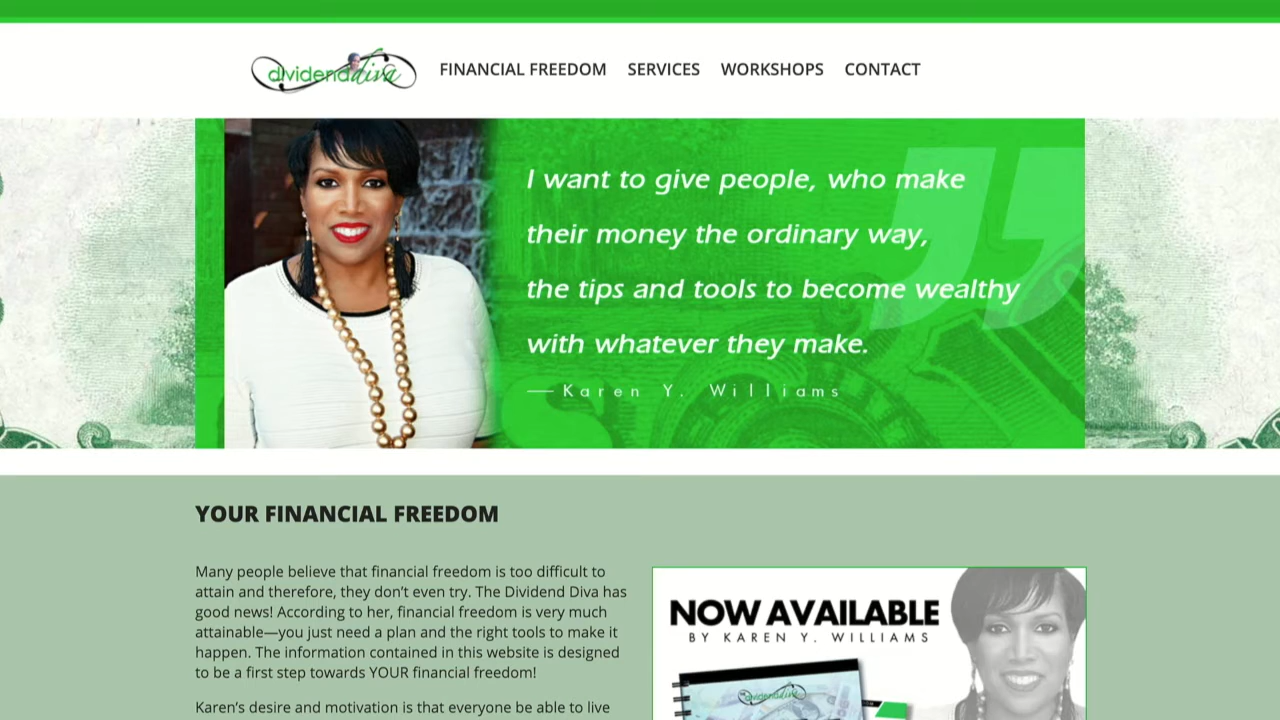 dividenddiva
FINANCIAL FREEDOM SERVICES WORKSHOPS CONTACT
I want to give people, who make
their money the ordinary way,
the tips and tools to become wealthy
with whatever they make.
— Karen Y. Williams
YOUR FINANCIAL FREEDOM
Many people believe that financial freedom is too difficult to
attain and therefore, they don’t even try. The Dividend Diva has
good news! According to her, financial freedom is very much
attainable—you just need a plan and the right tools to make it
happen. The information contained in this website is designed
to be a first step towards YOUR financial freedom!
Karen’s desire and motivation is that everyone be able to live
NOW AVAILABLE
BY KAREN Y. WILLIAMS
dividenddiva